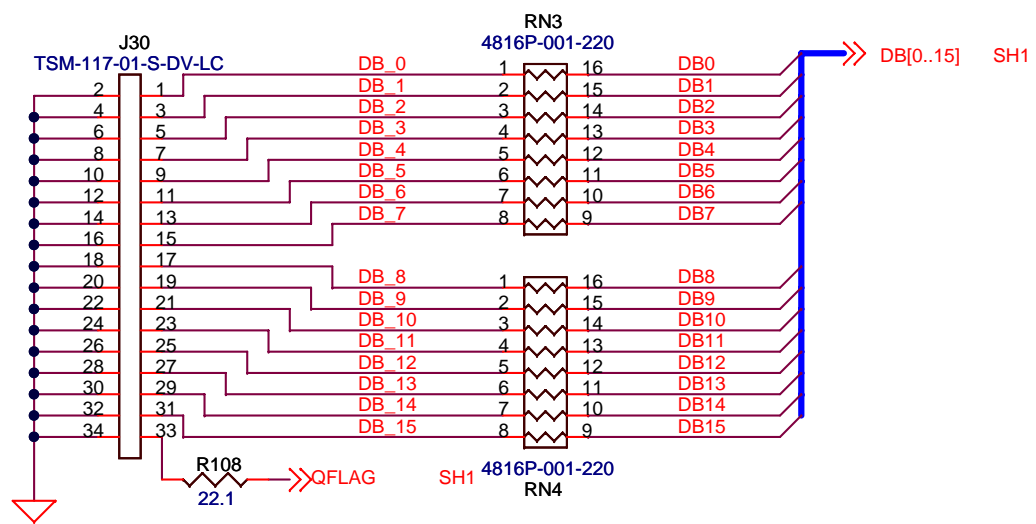 RN3
J30
4816P-001-220
TSM-117-01-S-DV-LC
DB[0..15] SH1
DB_0 1 16 DB0
2 1 DB_1 2 15 DB1
4 3 DB_2 3 14 DB2
6 5 DB_3 4 13 DB3
8 7 DB_4 5 12 DB4
10 9 DB_5 6 11 DB5
12 11 DB_6 7 10 DB6
14 13 DB_7 8 9 DB7
16 15
18 17 DB_8 1 16 DB8
20 19 DB_9 2 15 DB9
22 21 DB_10 3 14 DB10
24 23 DB_11 4 13 DB11
26 25 DB_12 5 12 DB12
28 27 DB_13 6 11 DB13
30 29 DB_14 7 10 DB14
32 31 DB_15 8 9 DB15
34 33
R108 QFLAG SH1 4816P-001-220
22.1 RN4